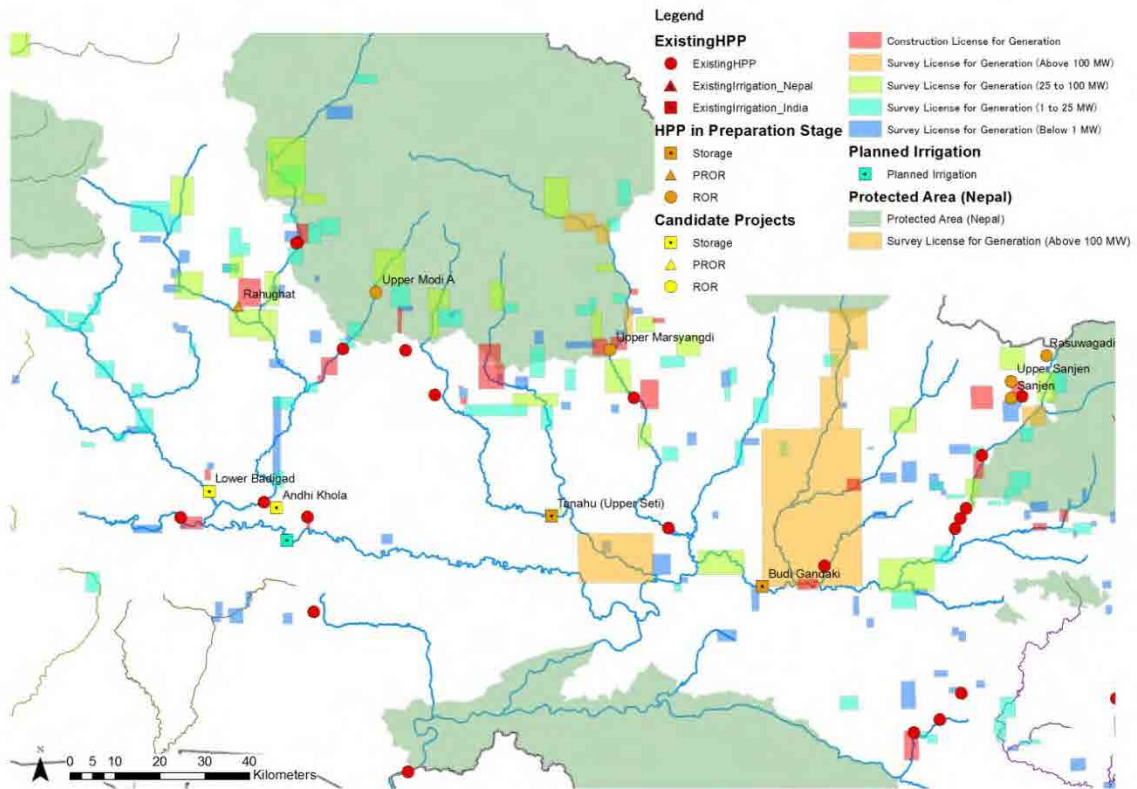 Legend
ExistingHPP
ExistingHPP
ExistingIrrigation_Nepal
ExistingIrrigation_India
HPP in Preparation Stage
Storage
PROR
ROR
Candidate Projects
Storage
PROR
ROR
Construction License for Generation
Survey License for Generation (Above 100 MW)
Survey License for Generation (25 to 100 MW)
Survey License for Generation (1 to 25 MW)
Survey License for Generation (Below 1 MW)
Planned Irrigation
Planned Irrigation
Protected Area (Nepal)
Protected Area (Nepal)
Survey License for Generation (Above 100 MW)
Upper Modi A
Rahughat
Upper Marsyangdi
Rasuwagadi
Upper Sanjen
Sanjen
Lower Badigad
Andhi Khola
Tanahu (Upper Seti)
Budi Gandaki
N
0 5 10 20 30 40
Kilometers